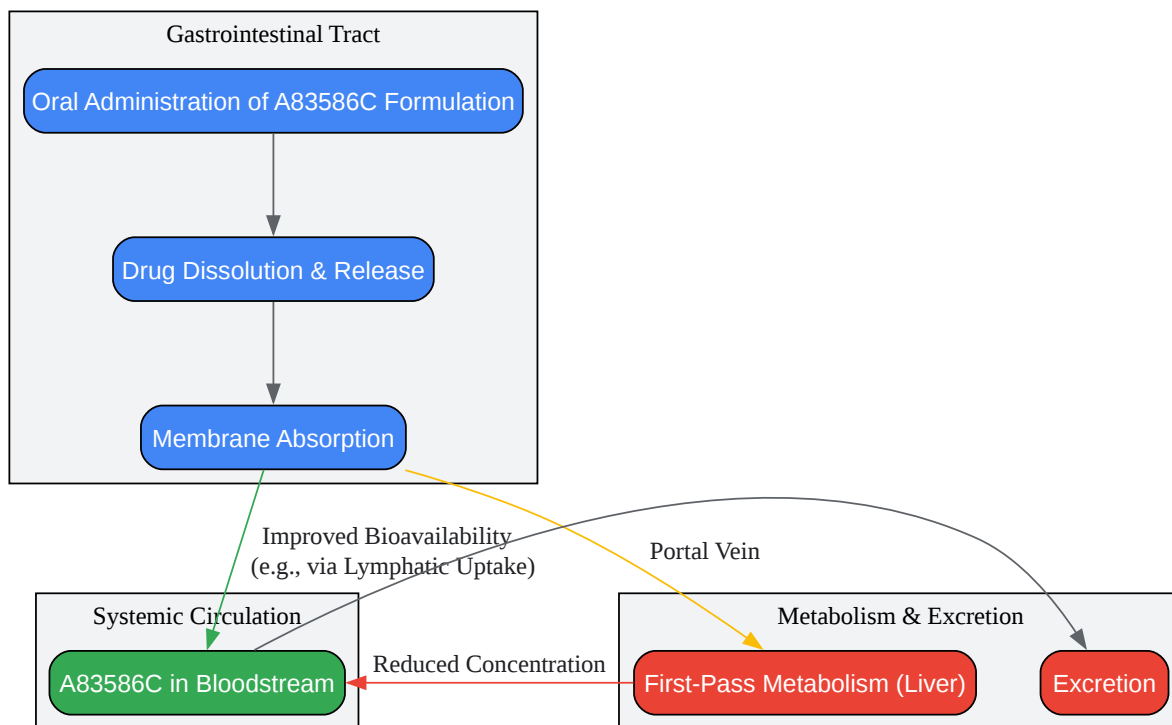 Gastrointestinal Tract
Oral Administration of A83586C Formulation
Drug Dissolution & Release
Membrane Absorption
Improved Bioavailability
(e.g., via Lymphatic Uptake)
Portal Vein
Systemic Circulation
Metabolism & Excretion
A83586C in Bloodstream
Reduced Concentration
First-Pass Metabolism (Liver)
Excretion